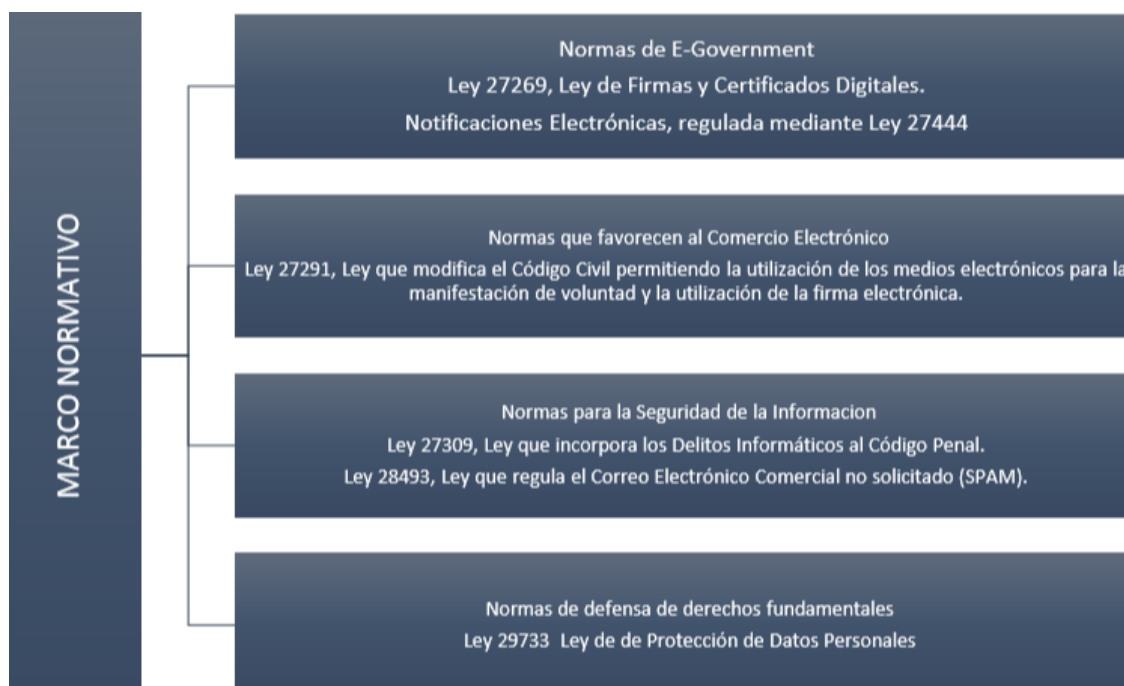 MARCO NORMATIVO
Normas de E-Government
Ley 27269, Ley de Firmas y Certificados Digitales.
Notificaciones Electrónicas, regulada mediante Ley 27444
Normas que favorecen al Comercio Electrónico
Ley 27291, Ley que modifica el Código Civil permitiendo la utilización de los medios electrónicos para la
manifestación de voluntad y la utilización de la firma electrónica.
Normas para la Seguridad de la Informacion
Ley 27309, Ley que incorpora los Delitos Informáticos al Código Penal.
Ley 28493, Ley que regula el Correo Electrónico Comercial no solicitado (SPAM).
Normas de defensa de derechos fundamentales
Ley 29733 Ley de de Protección de Datos Personales